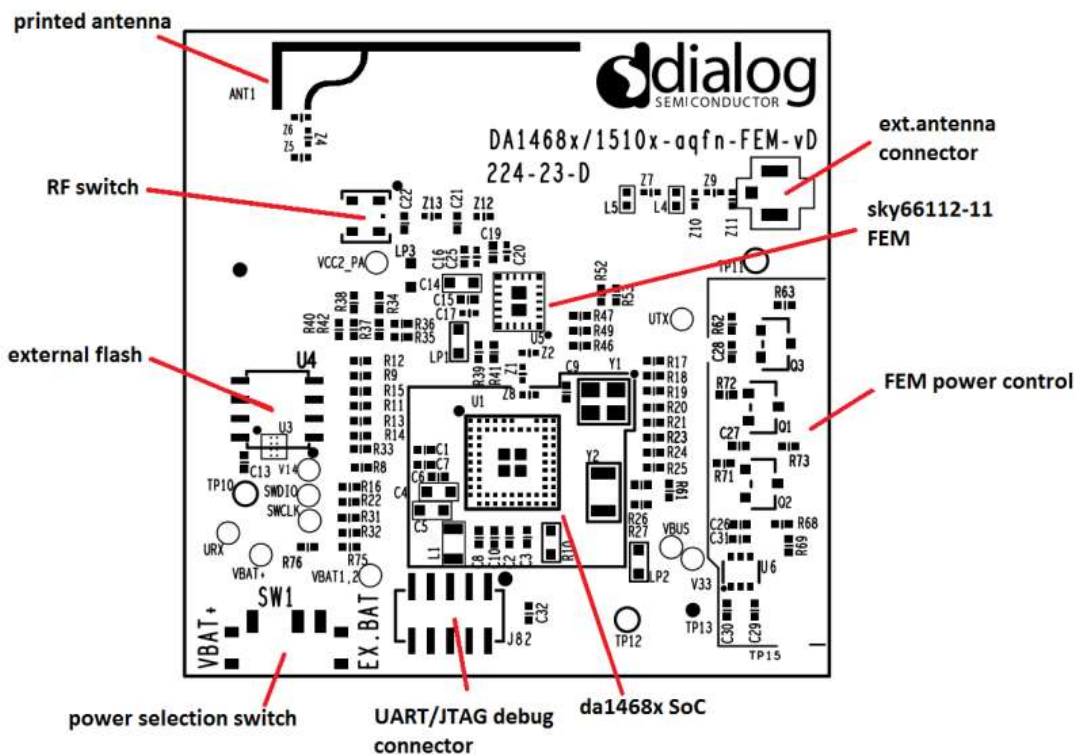 printed antenna
ANT1
Z6
Z4
Z5
dialog
SEMICONDUCTOR
DA1468x/1510x-aqfn-FEM-vD
224-23-D
ext.antenna
connector
RF switch
C22
Z13
C21
Z12
L5
Z7
L4
Z9
Z10
Z11
sky66112-11
FEM
VCC2_PA
LP3
C16
C25
C19
C20
C14
C15
C17
U5
R52
R53
TP11
UTX
R63
R62
C28
Q3
R38
R34
R40
R42
R37
R36
R35
LP1
R39
R41
Z1
Z2
Z8
R47
R49
R46
C9
Y1
external flash
U4
U3
R12
R9
R15
R11
R13
R14
R33
R8
R16
R22
R31
R32
R75
R76
U1
C1
C7
C6
C4
C5
L1
C8
C10
C2
C3
R10
Y2
R17
R18
R19
R20
R21
R23
R24
R25
R61
R26
R27
R72
Q1
C27
R71
R73
Q2
FEM power control
C13
V14
TP10
SWDIO
SWCLK
URX
VBAT+
VBAT1,2
VBUS
V33
LP2
C26
C31
R68
R69
U6
C30
C29
TP15
TP13
TP12
SW1
VBAT+
EX.BAT
J82
C32
power selection switch
UART/JTAG debug
connector
da1468x SoC